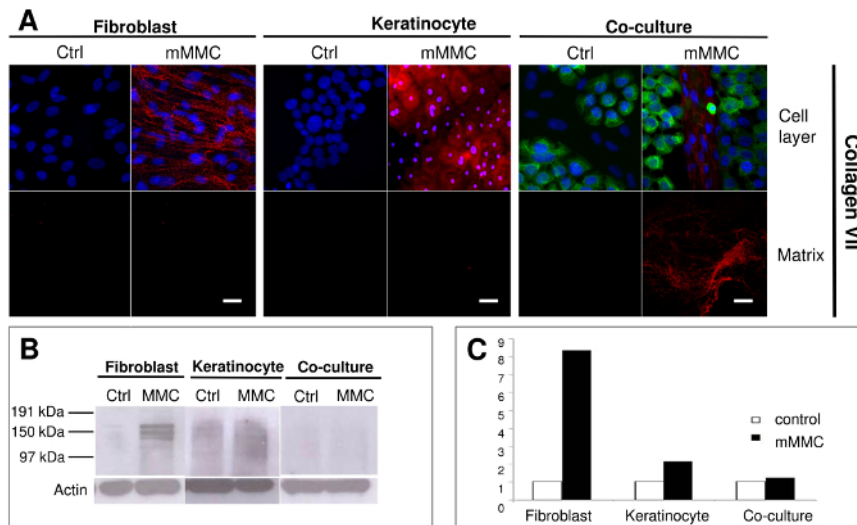 A
Fibroblast Keratinocyte Co-culture
Ctrl mMMC Ctrl mMMC Ctrl mMMC
Cell layer
Matrix
Collagen VII
B
Fibroblast Keratinocyte Co-culture
Ctrl MMC Ctrl MMC Ctrl MMC
191 kDa
150 kDa
97 kDa
Actin
C
9
8
7
6
5
4
3
2
1
0
control
mMMC
Fibroblast Keratinocyte Co-culture